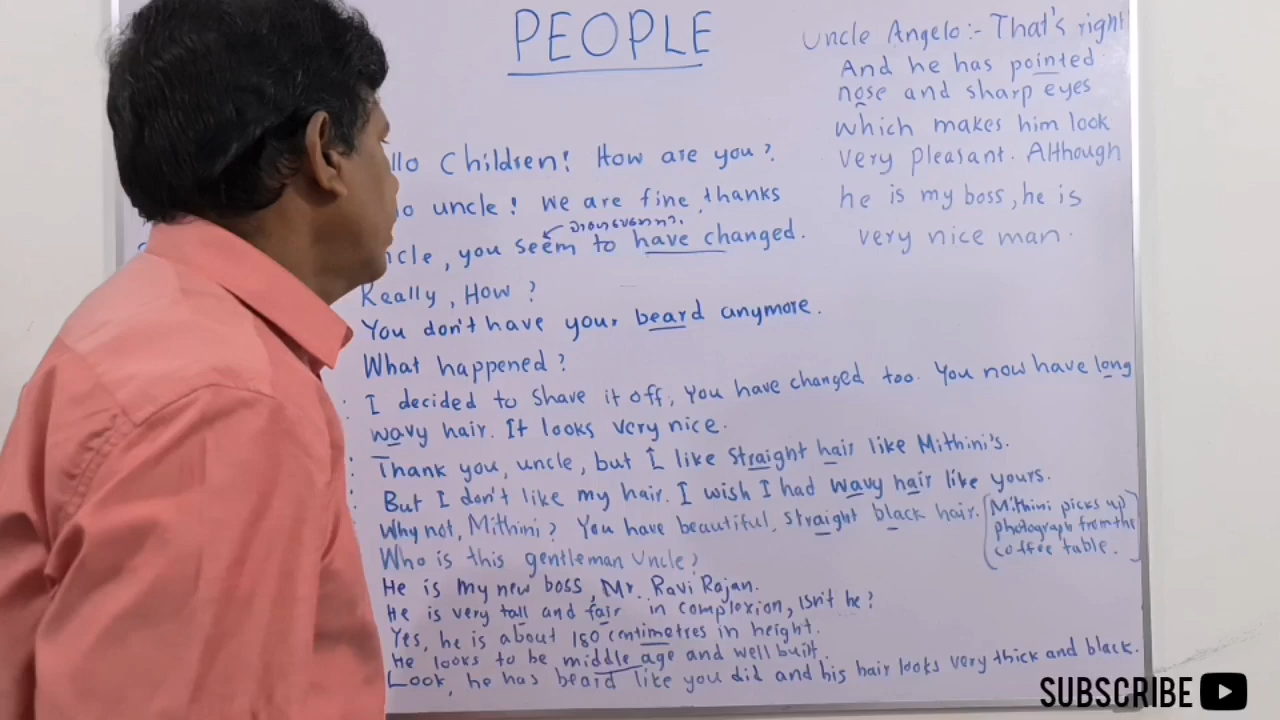 PEOPLE
llo Children! How are you?
o uncle! We are fine, thanks
ncle, you seem to have changed.
Really, How?
You don't have your beard anymore.
What happened?
: I decided to shave it off, You have changed too. You now have long
wavy hair. It looks very nice.
: Thank you, uncle, but I like straight hair like Mithini's.
: But I don't like my hair. I wish I had wavy hair like yours.
Why not, Mithini? You have beautiful, straight black hair.
(Mithini picks up
photograph from the
coffee table.)
Who is this gentleman Uncle?
He is my new boss, Mr. Ravi Rajan.
He is very tall and fair in complexion, isn't he?
Yes, he is about 180 centimetres in height.
He looks to be middle age and well built.
Look, he has beard like you did and his hair looks very thick and black.
Uncle Angelo:- That's right
And he has pointed
nose and sharp eyes
which makes him look
very pleasant. Although
he is my boss, he is
very nice man.
SUBSCRIBE